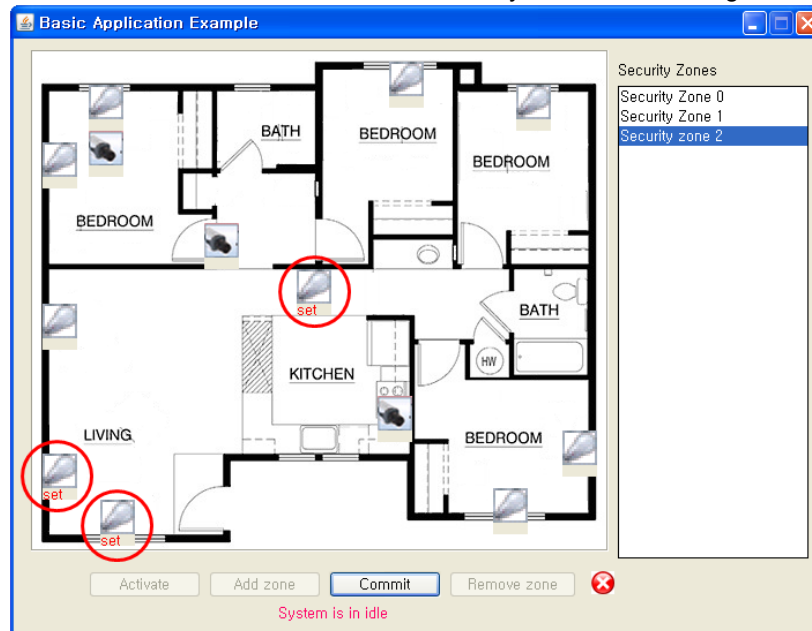 Basic Application Example
Security Zones
Security Zone 0
Security Zone 1
Security zone 2
BATH
BEDROOM
BEDROOM
BEDROOM
set
BATH
HW
KITCHEN
LIVING
BEDROOM
set
set
Activate
Add zone
Commit
Remove zone
System is in idle